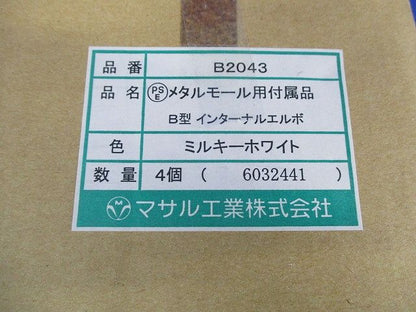 品番 B2043
品名 PSE メタルモール用付属品
B型 インターナルエルボ
色 ミルキーホワイト
数量 4個 ( 6032441 )
M マサル工業株式会社